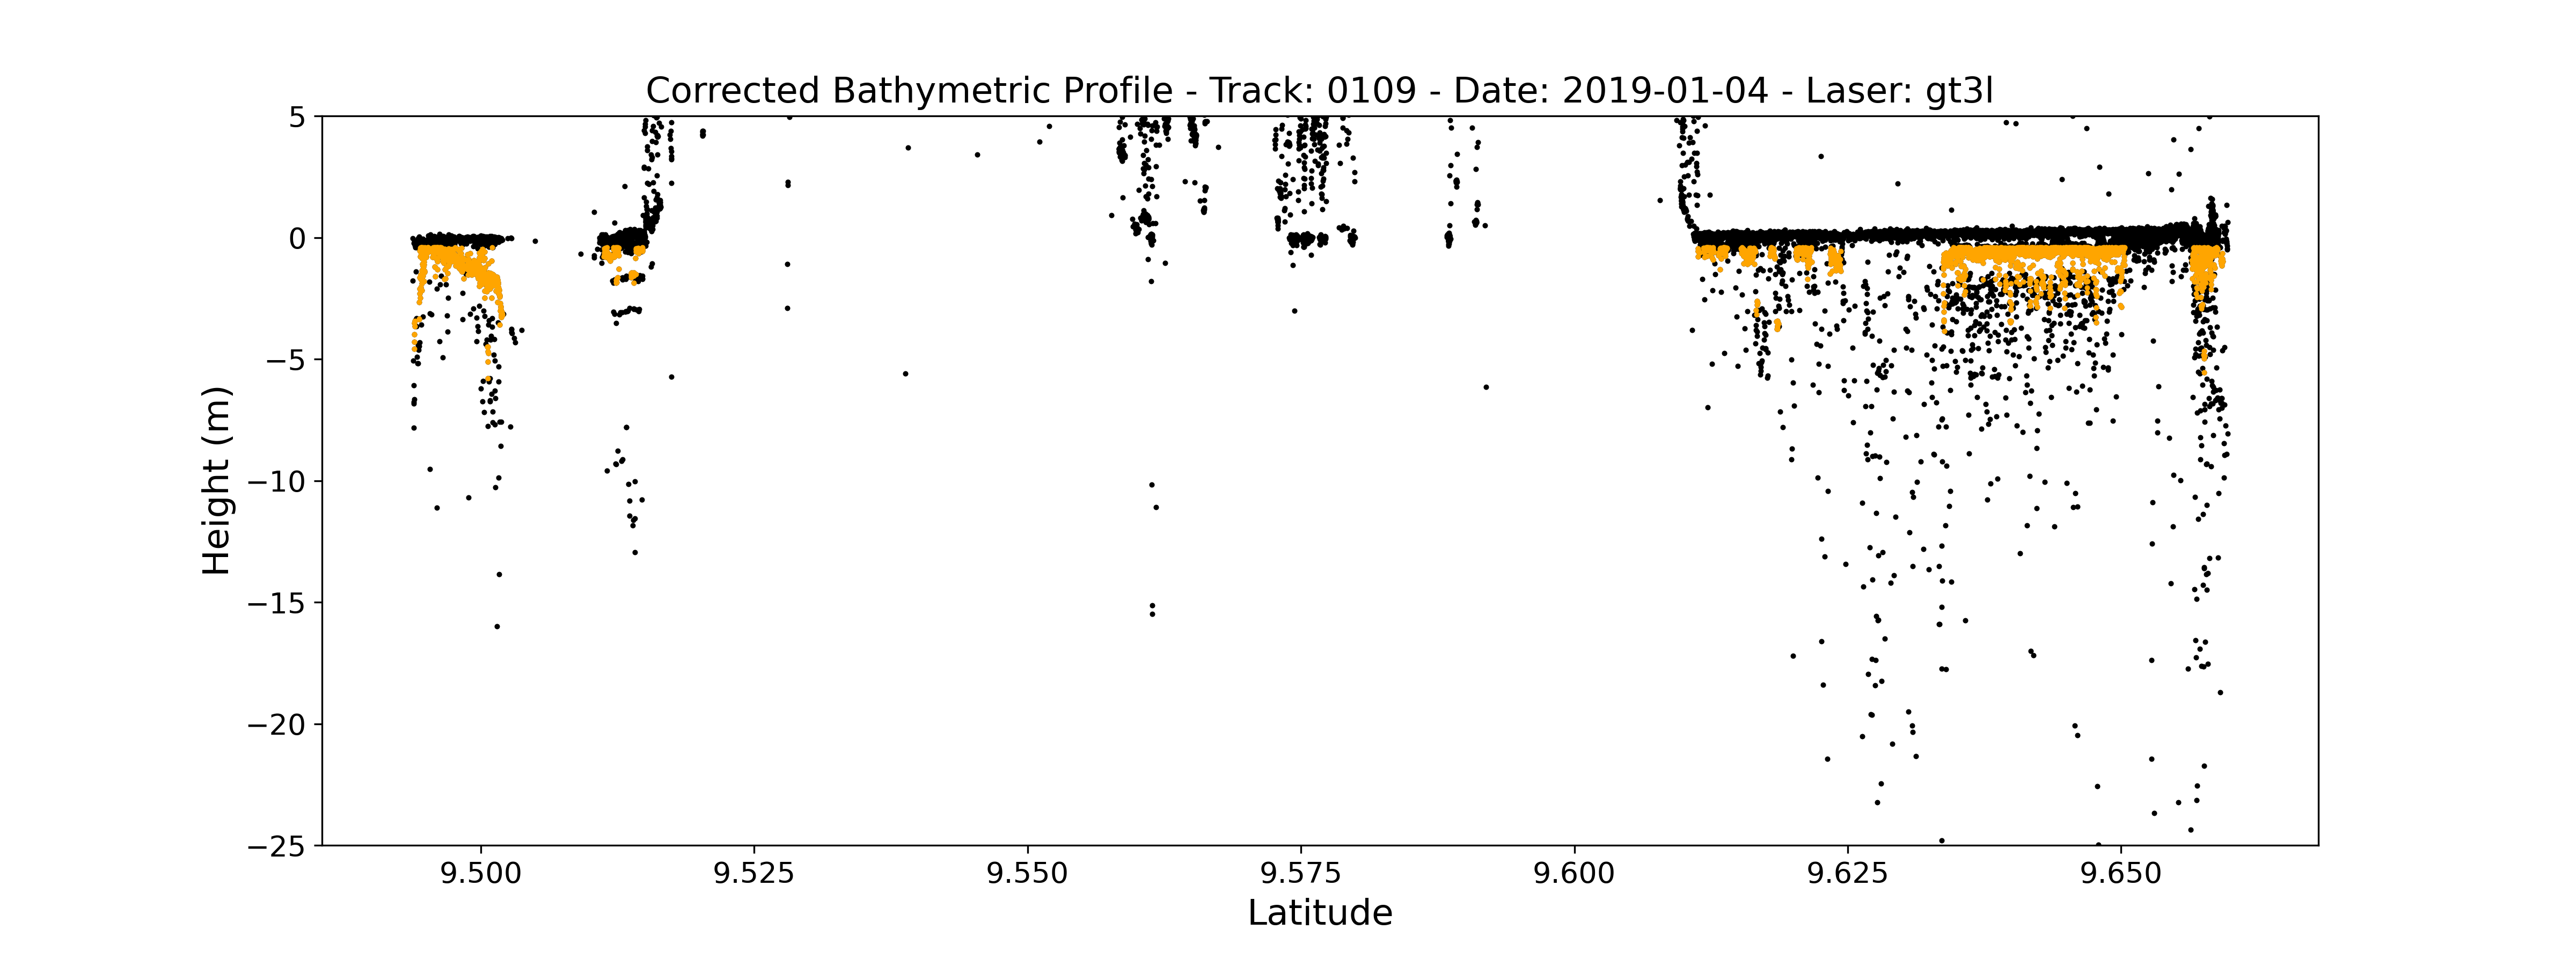 Corrected Bathymetric Profile - Track: 0109 - Date: 2019-01-04 - Laser: gt3l
5
0
−5
−10
−15
−20
−25
Height (m)
9.500 9.525 9.550 9.575 9.600 9.625 9.650
Latitude